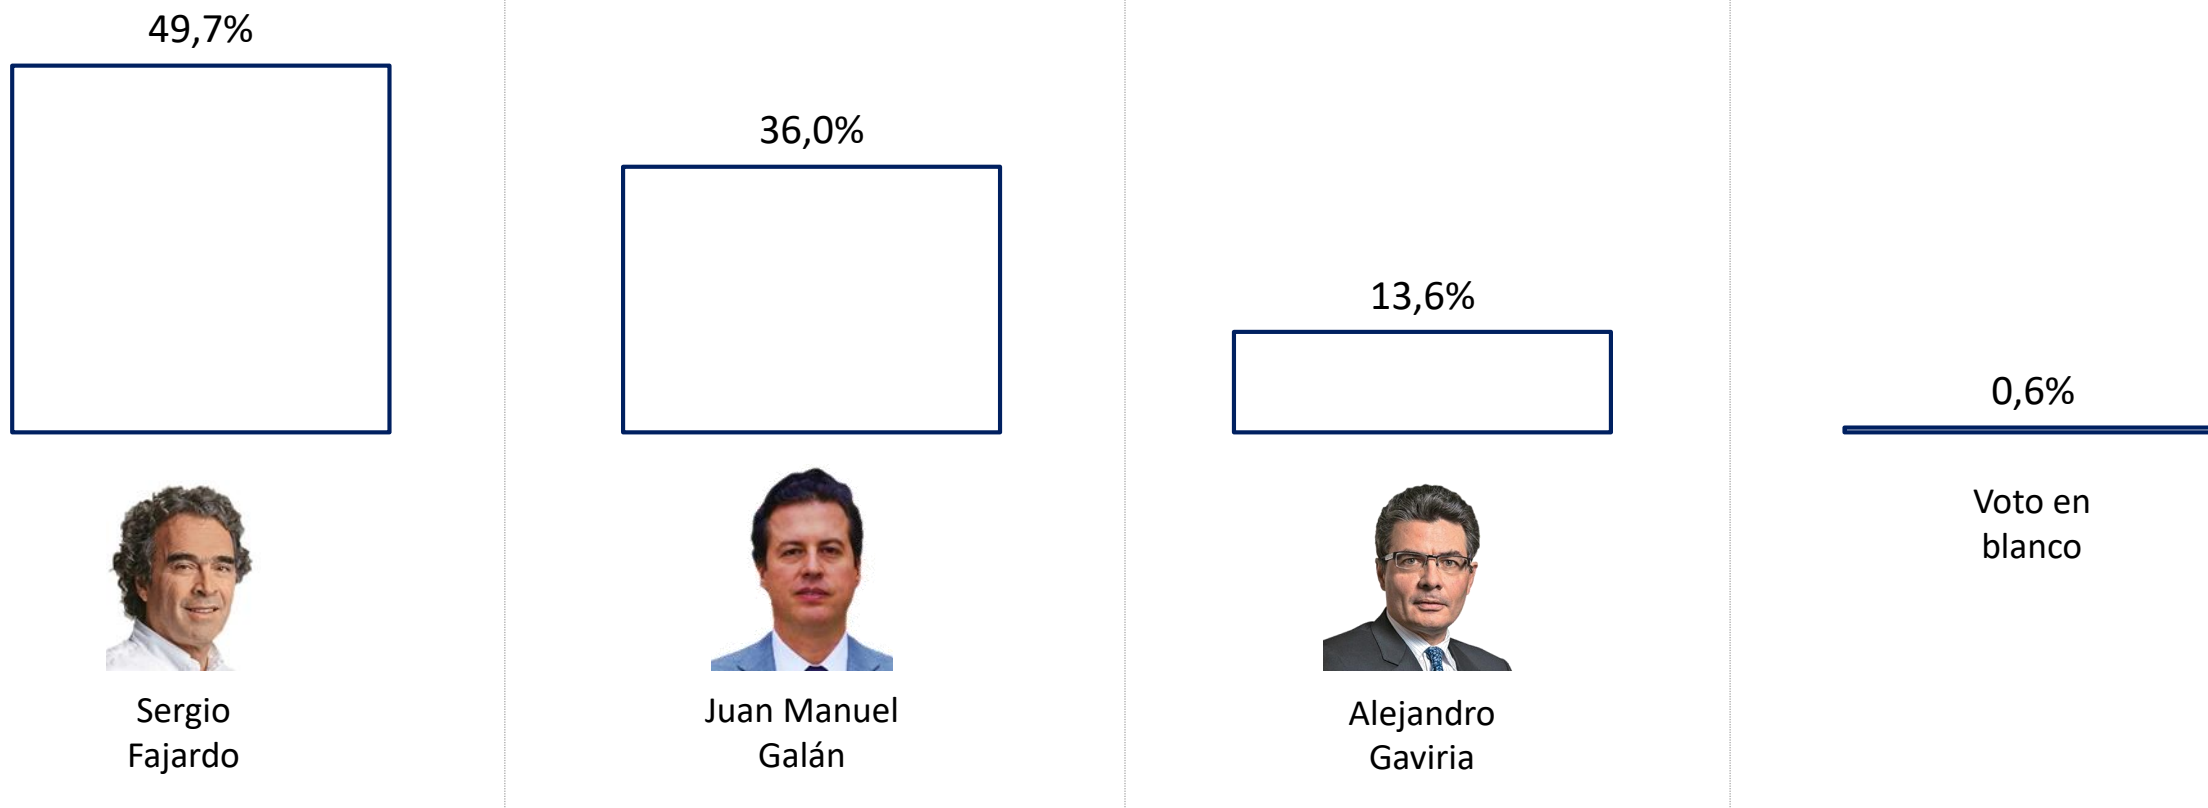 49,7%
36,0%
13,6%
0,6%
Sergio
Fajardo
Juan Manuel
Galán
Alejandro
Gaviria
Voto en
blanco